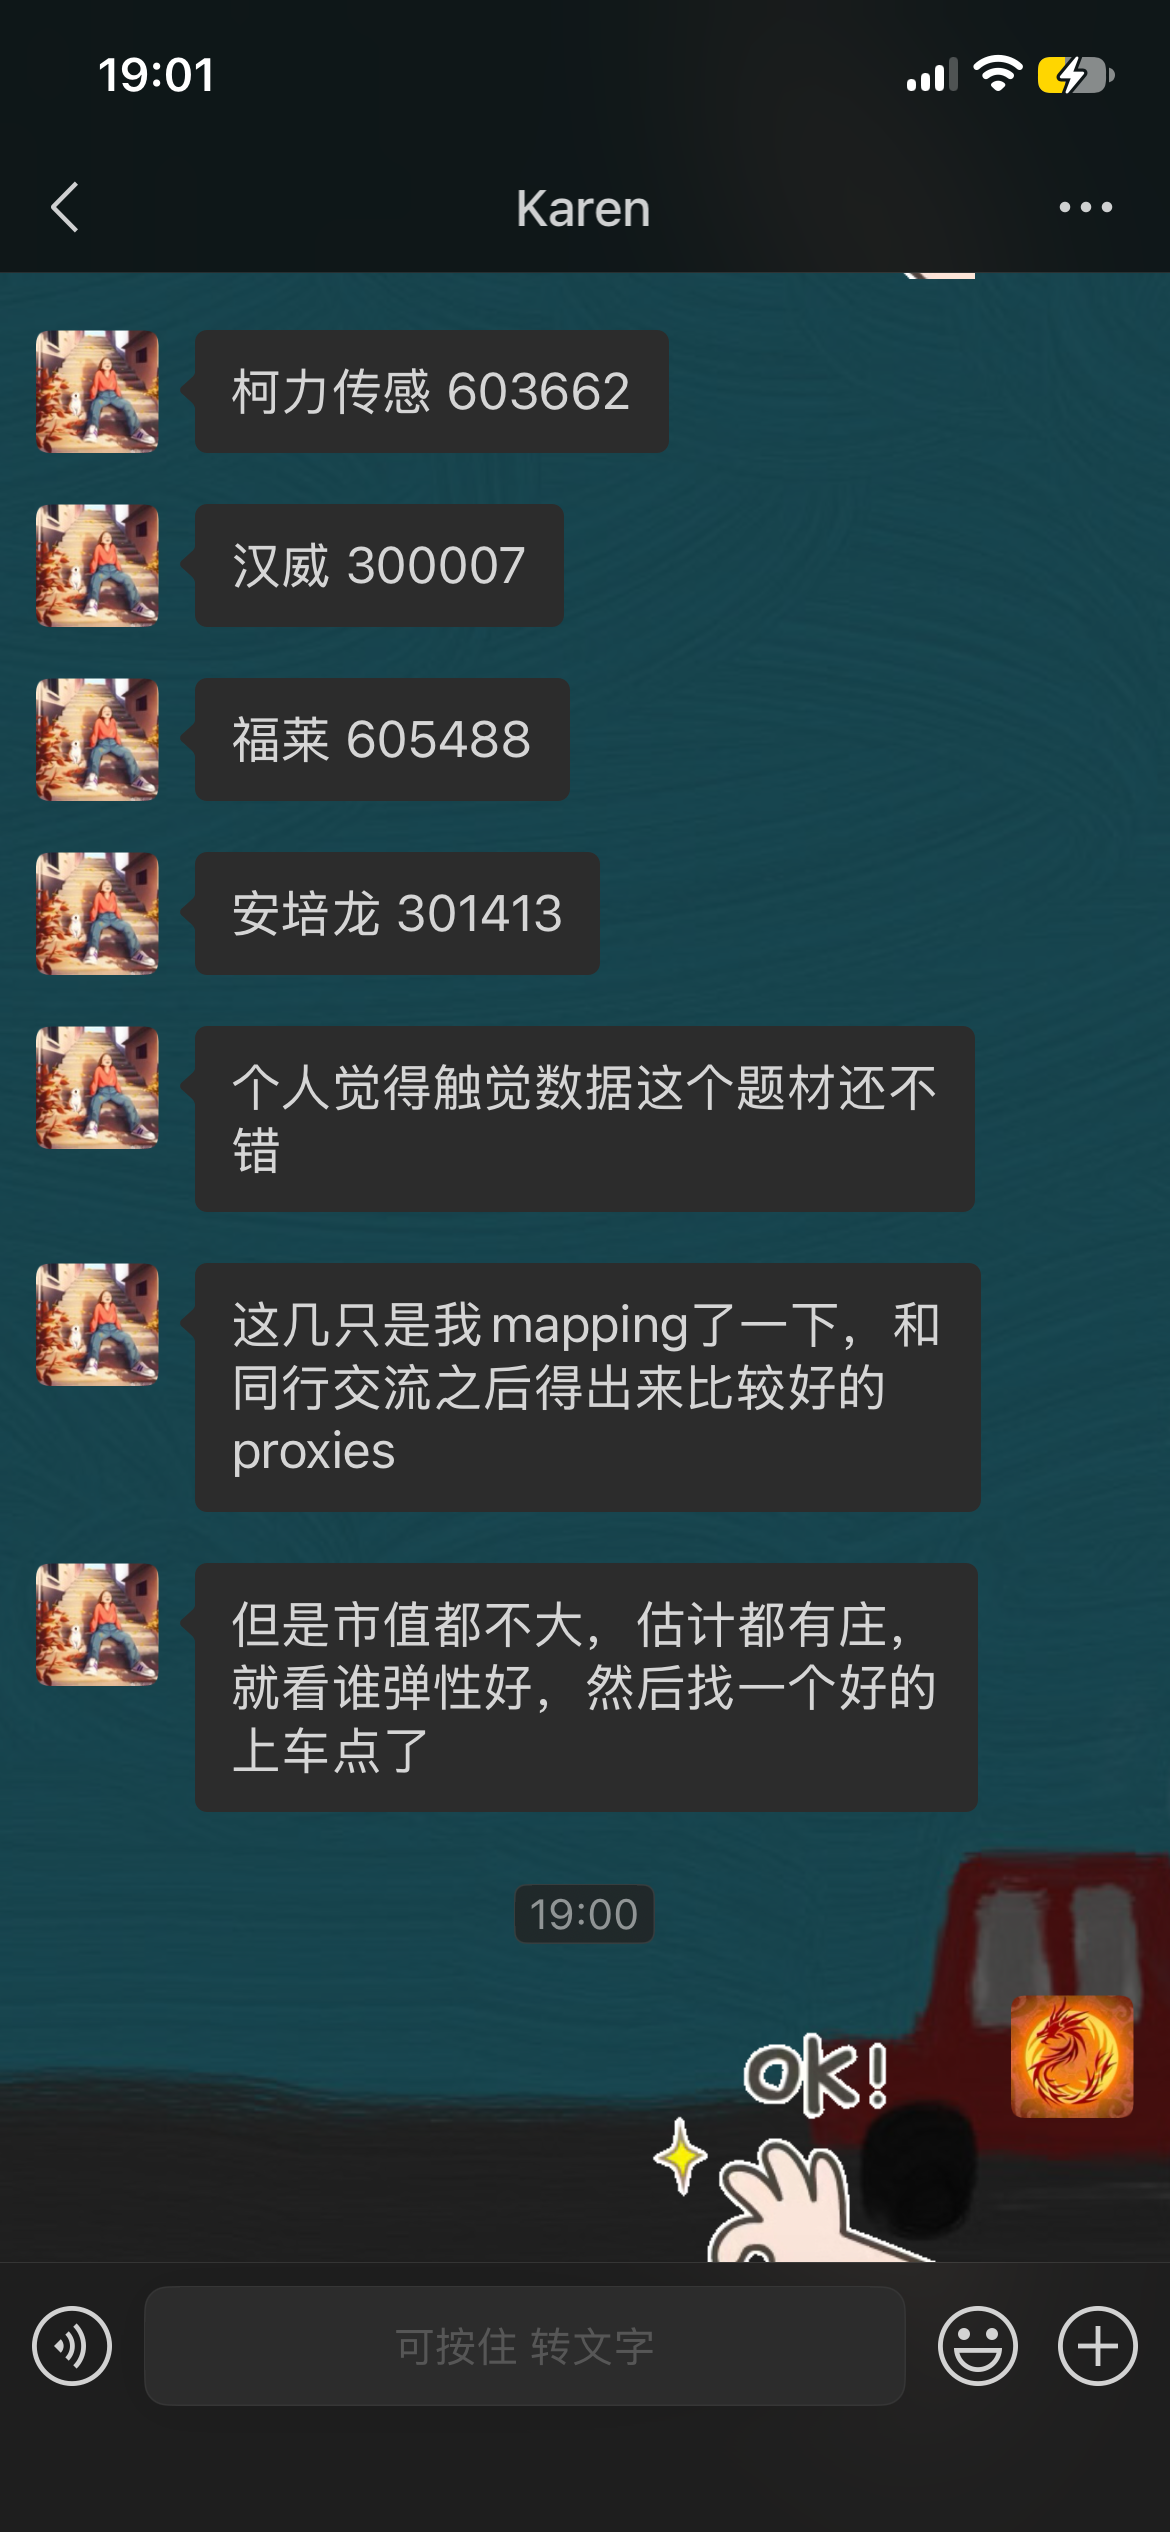 19:01
Karen
柯力传感 603662
汉威 300007
福莱 605488
安培龙 301413
个人觉得触觉数据这个题材还不
错
这几只是我mapping了一下，和
同行交流之后得出来比较好的
proxies
但是市值都不大，估计都有庄，
就看谁弹性好，然后找一个好的
上车点了
19:00
OK!
可按住 转文字